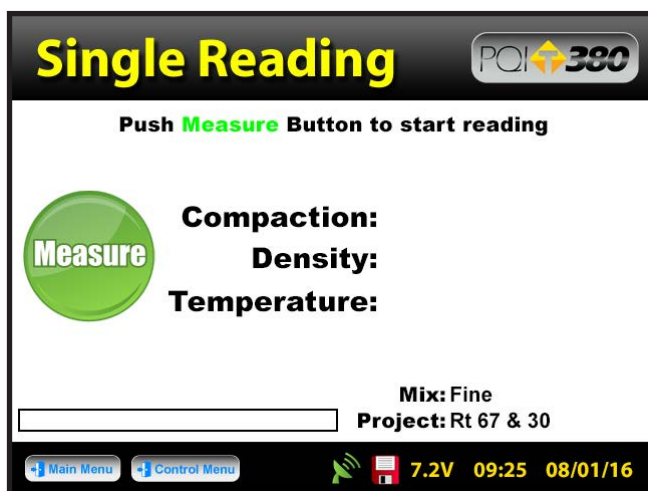 Single Reading
PQI T 380
Push Measure Button to start reading
Measure
Compaction:
Density:
Temperature:
Mix: Fine
Project: Rt 67 & 30
Main Menu
Control Menu
7.2V 09:25 08/01/16